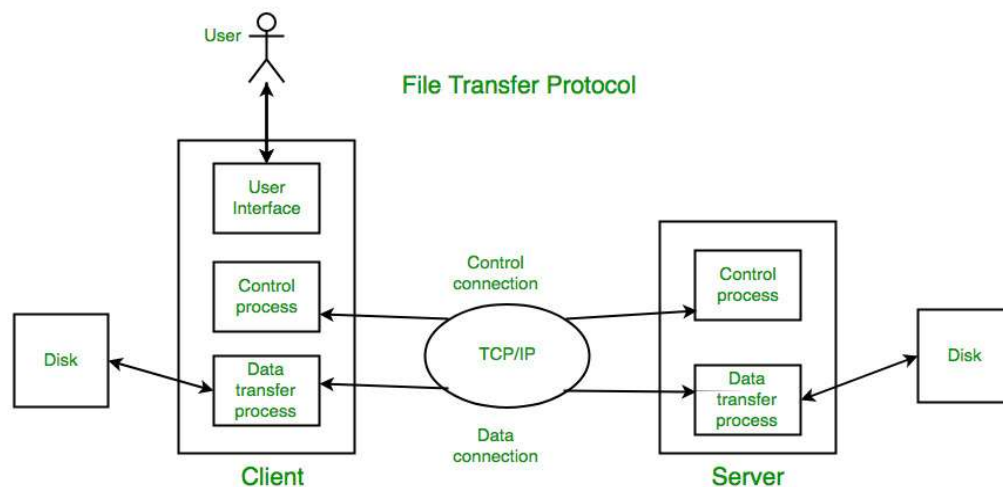 User
File Transfer Protocol
User
Interface
Control
process
Data
transfer
process
Client
Disk
Control
connection
TCP/IP
Data
connection
Control
process
Data
transfer
process
Server
Disk